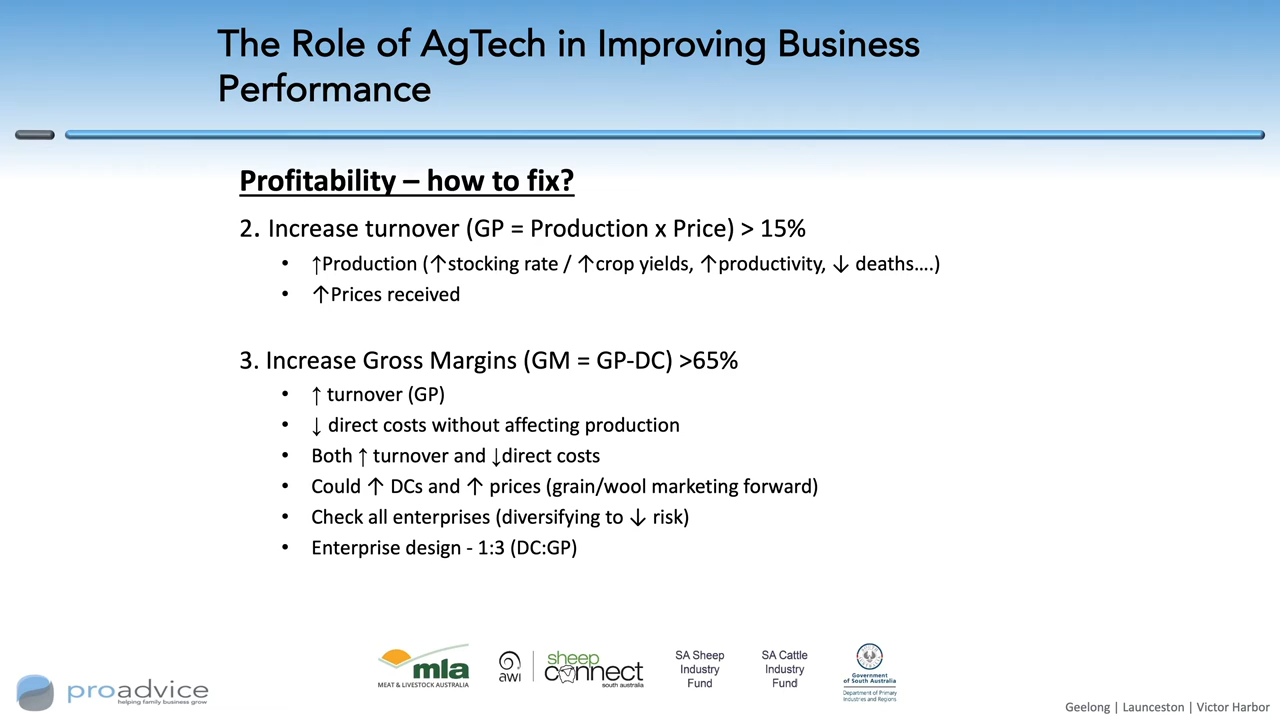 The Role of AgTech in Improving Business
Performance
Profitability – how to fix?
2. Increase turnover (GP = Production x Price) > 15%
• ↑Production (↑stocking rate / ↑crop yields, ↑productivity, ↓ deaths….)
• ↑Prices received
3. Increase Gross Margins (GM = GP-DC) >65%
• ↑ turnover (GP)
• ↓ direct costs without affecting production
• Both ↑ turnover and ↓direct costs
• Could ↑ DCs and ↑ prices (grain/wool marketing forward)
• Check all enterprises (diversifying to ↓ risk)
• Enterprise design - 1:3 (DC:GP)
proadvice
helping family business grow
mla
MEAT & LIVESTOCK AUSTRALIA
awi
sheep
connect
south australia
SA Sheep
Industry
Fund
SA Cattle
Industry
Fund
Government
of South Australia
Department of Primary
Industries and Regions
Geelong | Launceston | Victor Harbor